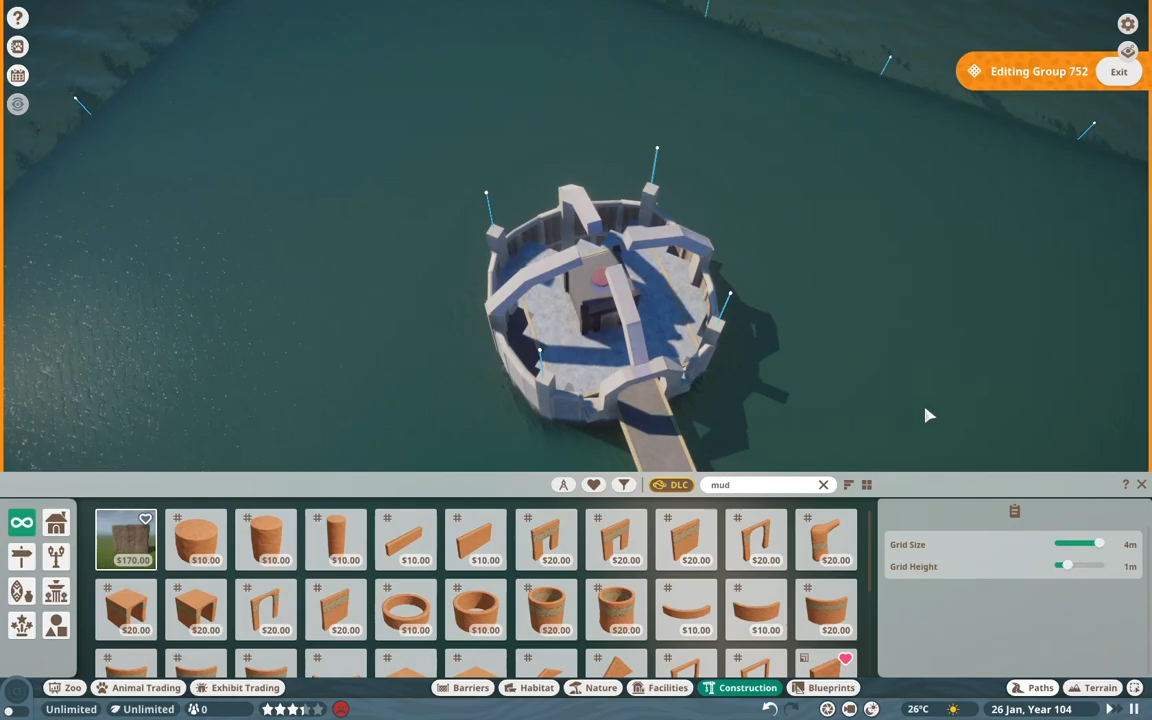 ?
Editing Group 752
Exit
DLC
mud
?
$170.00
$10.00
$10.00
$10.00
$10.00
$10.00
$20.00
$20.00
$20.00
$20.00
$20.00
Grid Size
4m
Grid Height
1m
$20.00
$20.00
$20.00
$20.00
$10.00
$10.00
$20.00
$20.00
$10.00
$10.00
$20.00
Zoo
Animal Trading
Exhibit Trading
Barriers
Habitat
Nature
Facilities
Construction
Blueprints
Paths
Terrain
Unlimited
Unlimited
0
26°C
26 Jan, Year 104